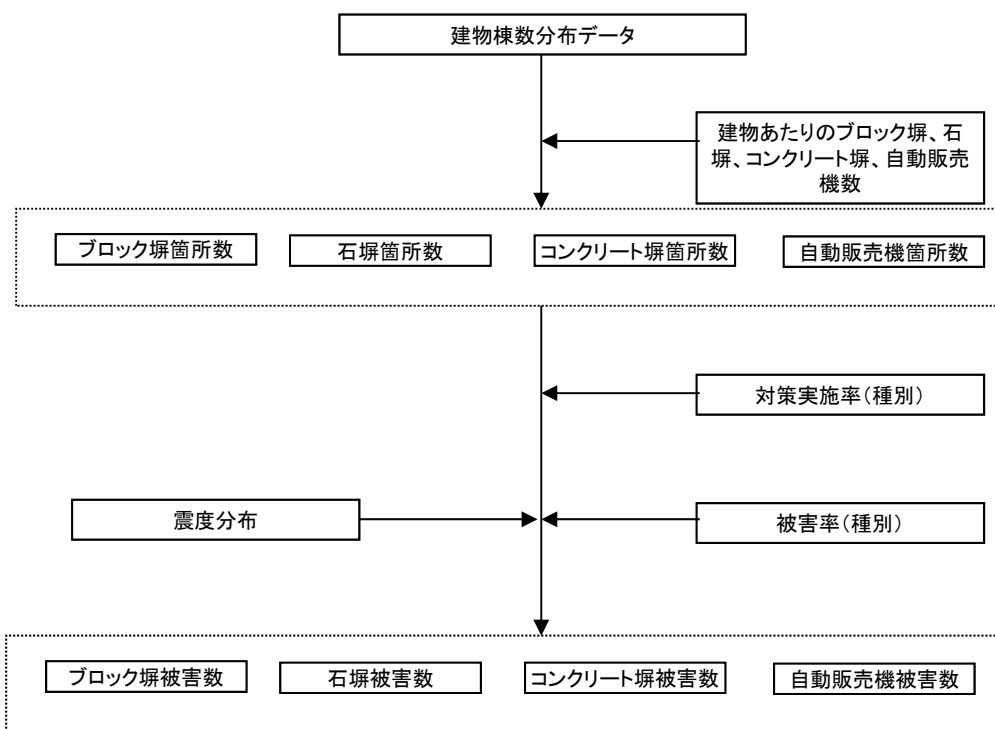 建物棟数分布データ
建物あたりのブロック塀、石
塀、コンクリート塀、自動販売
機数
ブロック塀箇所数
石塀箇所数
コンクリート塀箇所数
自動販売機箇所数
対策実施率(種別)
震度分布
被害率(種別)
ブロック塀被害数
石塀被害数
コンクリート塀被害数
自動販売機被害数